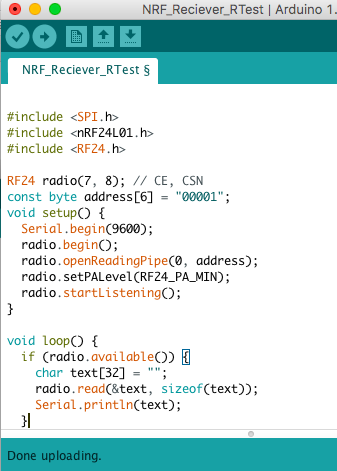 NRF_Reciever_RTest | Arduino 1.
NRF_Reciever_RTest §
#include <SPI.h>
#include <nRF24L01.h>
#include <RF24.h>
RF24 radio(7, 8); // CE, CSN
const byte address[6] = "00001";
void setup() {
  Serial.begin(9600);
  radio.begin();
  radio.openReadingPipe(0, address);
  radio.setPALevel(RF24_PA_MIN);
  radio.startListening();
}
void loop() {
  if (radio.available()) {
    char text[32] = "";
    radio.read(&text, sizeof(text));
    Serial.println(text);
  }
Done uploading.